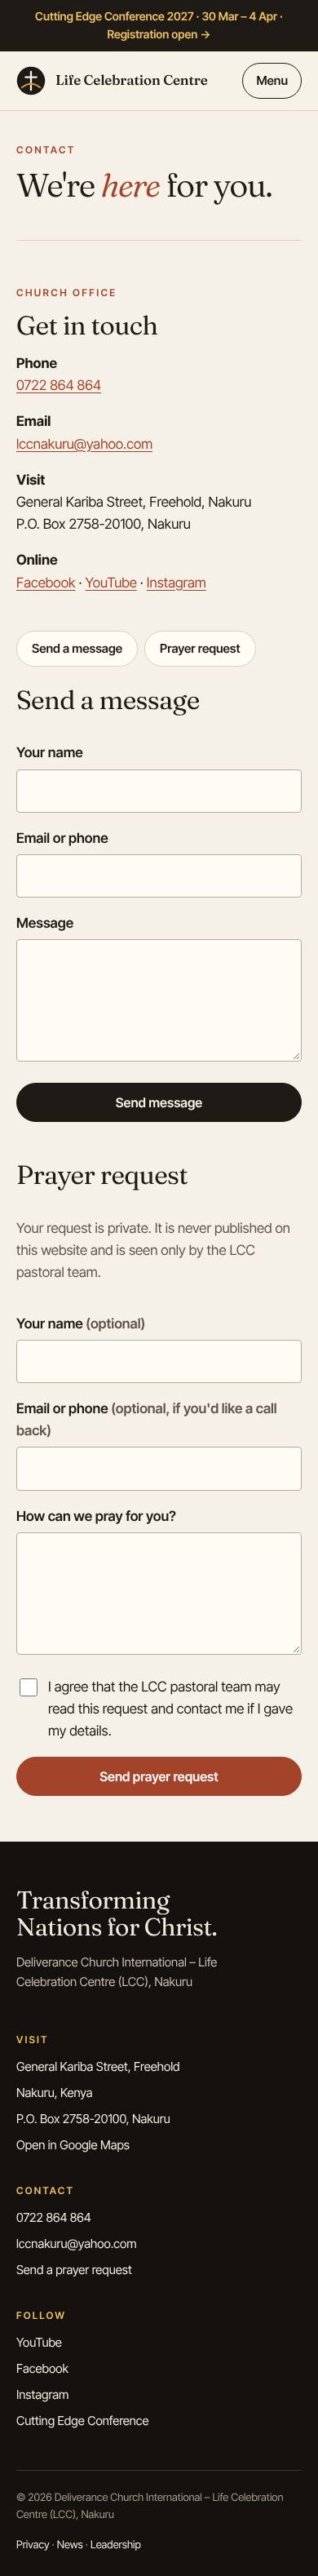 Cutting Edge Conference 2027 · 30 Mar – 4 Apr ·
Registration open →
Life Celebration Centre
Menu
CONTACT
We're here for you.
CHURCH OFFICE
Get in touch
Phone
0722 864 864
Email
lccnakuru@yahoo.com
Visit
General Kariba Street, Freehold, Nakuru
P.O. Box 2758-20100, Nakuru
Online
Facebook · YouTube · Instagram
Send a message
Prayer request
Send a message
Your name
Email or phone
Message
Send message
Prayer request
Your request is private. It is never published on
this website and is seen only by the LCC
pastoral team.
Your name (optional)
Email or phone (optional, if you'd like a call
back)
How can we pray for you?
I agree that the LCC pastoral team may
read this request and contact me if I gave
my details.
Send prayer request
Transforming
Nations for Christ.
Deliverance Church International – Life
Celebration Centre (LCC), Nakuru
VISIT
General Kariba Street, Freehold
Nakuru, Kenya
P.O. Box 2758-20100, Nakuru
Open in Google Maps
CONTACT
0722 864 864
lccnakuru@yahoo.com
Send a prayer request
FOLLOW
YouTube
Facebook
Instagram
Cutting Edge Conference
© 2026 Deliverance Church International – Life Celebration
Centre (LCC), Nakuru
Privacy · News · Leadership